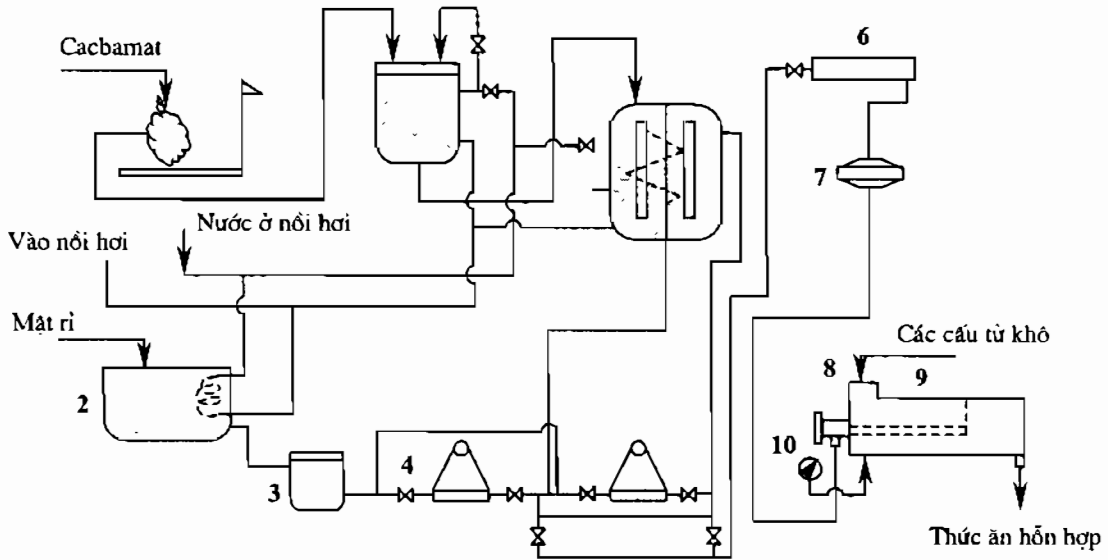 Cacbamat
6
7
Nước ở nồi hơi
Vào nồi hơi
Mật rỉ
Các cấu tử khô
8
9
2
10
4
3
Thức ăn hỗn hợp